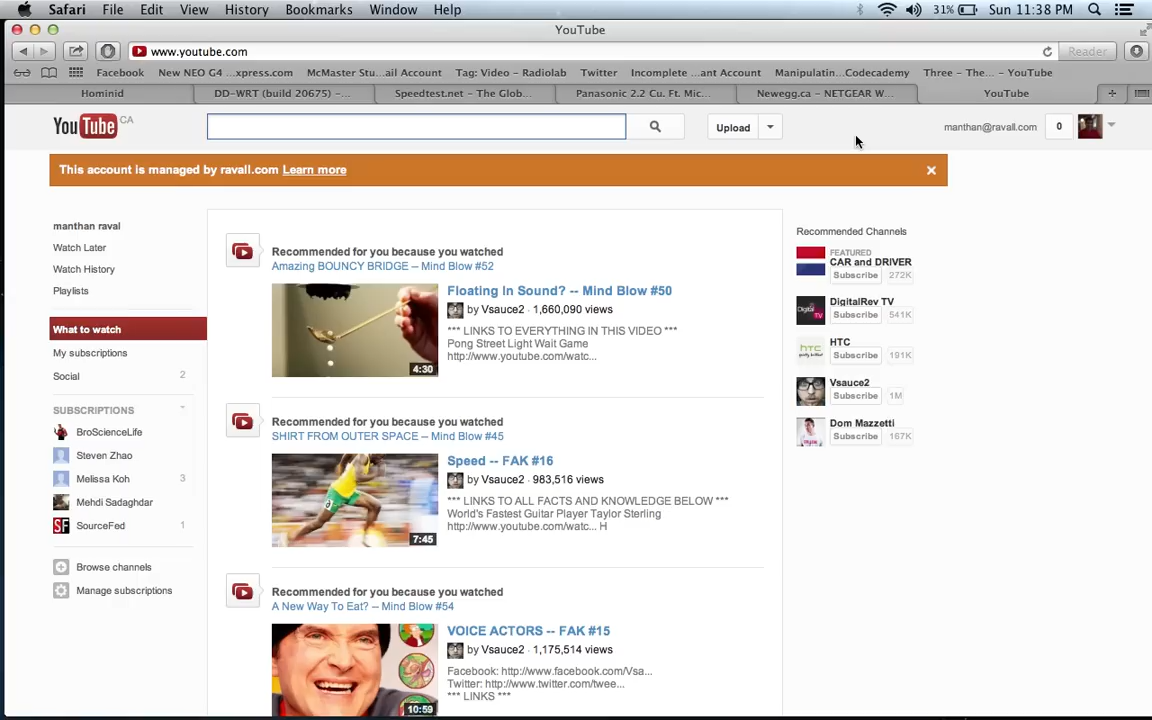 Safari File Edit View History Bookmarks Window Help 31% Sun 11:38 PM
YouTube
www.youtube.com Reader
Facebook New NEO G4 ...xpress.com McMaster Stu...ail Account Tag: Video – Radiolab Twitter Incomplete ...ant Account Manipulatin...Codecademy Three – The... – YouTube
Hominid DD-WRT (build 20675) –... Speedtest.net – The Glob... Panasonic 2.2 Cu. Ft. Mic... Newegg.ca – NETGEAR W... YouTube
YouTube CA Upload manthan@ravall.com 0
This account is managed by ravall.com Learn more
manthan raval
Watch Later
Watch History
Playlists
What to watch
My subscriptions
Social 2
SUBSCRIPTIONS
BroScienceLife
Steven Zhao
Melissa Koh 3
Mehdi Sadaghdar
SF SourceFed 1
Browse channels
Manage subscriptions
Recommended for you because you watched
Amazing BOUNCY BRIDGE – Mind Blow #52
Floating In Sound? -- Mind Blow #50
by Vsauce2 · 1,660,090 views
*** LINKS TO EVERYTHING IN THIS VIDEO ***
Pong Street Light Wait Game
http://www.youtube.com/watc...
4:30
Recommended for you because you watched
SHIRT FROM OUTER SPACE – Mind Blow #45
Speed -- FAK #16
by Vsauce2 · 983,516 views
*** LINKS TO ALL FACTS AND KNOWLEDGE BELOW ***
World's Fastest Guitar Player Taylor Sterling
http://www.youtube.com/watc... H
7:45
Recommended for you because you watched
A New Way To Eat? – Mind Blow #54
VOICE ACTORS -- FAK #15
by Vsauce2 · 1,175,514 views
Facebook: http://www.facebook.com/Vsa...
Twitter: http://www.twitter.com/twee...
*** LINKS ***
10:59
Recommended Channels
FEATURED
CAR and DRIVER
Subscribe 272K
DigitalRev TV
Subscribe 541K
HTC
Subscribe 191K
Vsauce2
Subscribe 1M
Dom Mazzetti
Subscribe 167K